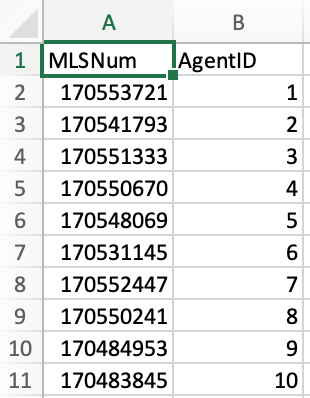 A B
1 MLSNum AgentID
2 170553721 1
3 170541793 2
4 170551333 3
5 170550670 4
6 170548069 5
7 170531145 6
8 170552447 7
9 170550241 8
10 170484953 9
11 170483845 10